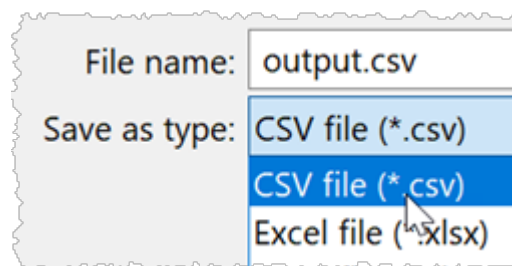 File name: output.csv
Save as type: CSV file (*.csv)
CSV file (*.csv)
Excel file (*.xlsx)